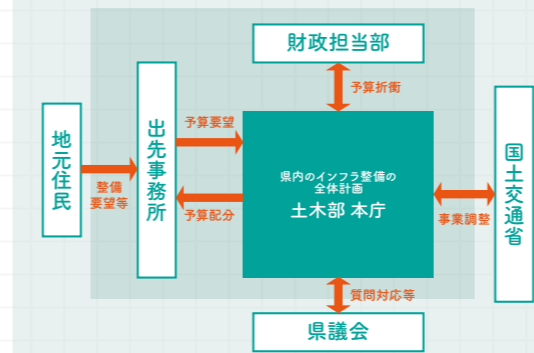 財政担当部
予算折衝
地元住民
整備
要望等
出先事務所
予算要望
予算配分
県内のインフラ整備の
全体計画
土木部 本庁
事業調整
国土交通省
質問対応等
県議会